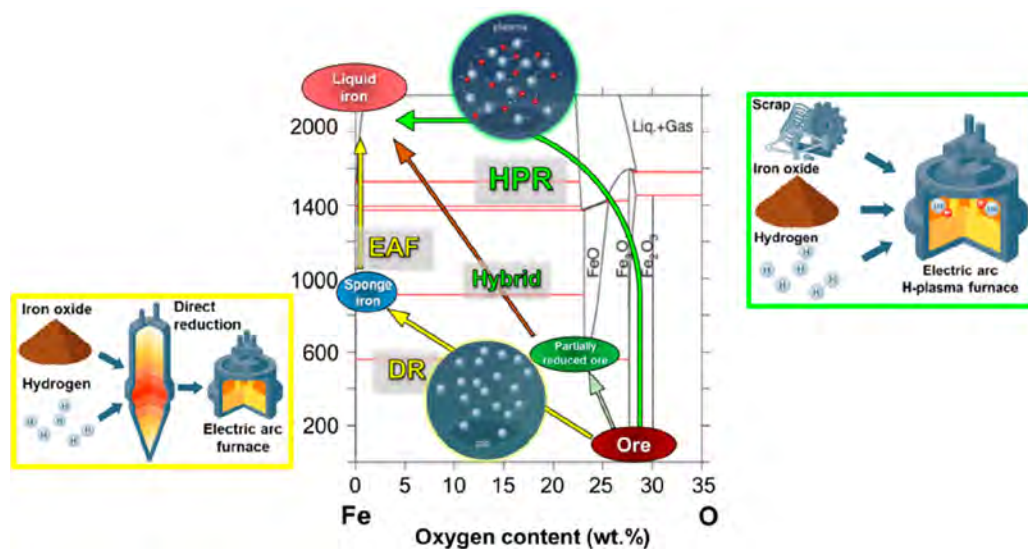 plasma
Liquid
iron
2000
1400
1000
600
200
Liq.+Gas
HPR
EAF
Hybrid
FeO
Fe₂O₃
Sponge
iron
DR
Partially
reduced ore
Ore
0
5
10
15
20
25
30
35
Fe
O
Oxygen content (wt.%)
Iron oxide
Direct
reduction
Hydrogen
H
H
H
H
H
H
Electric arc
furnace
Scrap
Iron oxide
Hydrogen
H
H
H
H
H
H
Electric arc
H-plasma furnace